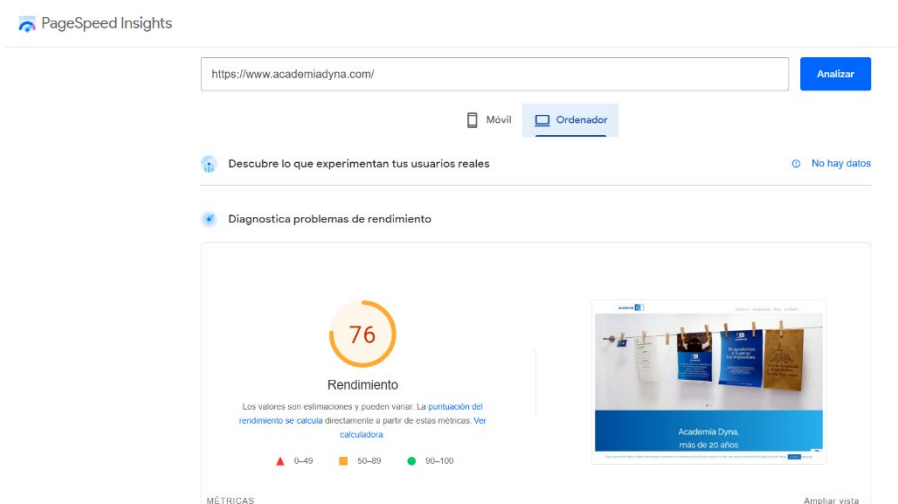 PageSpeed Insights
https://www.academiadyna.com/
Analizar
Móvil
Ordenador
Descubre lo que experimentan tus usuarios reales
No hay datos
Diagnostica problemas de rendimiento
76
Rendimiento
Los valores son estimaciones y pueden variar. La puntuación del
rendimiento se calcula directamente a partir de estas métricas. Ver
calculadora.
0–49
50–89
90–100
Academia Dyna,
más de 20 años
MÉTRICAS
Ampliar vista